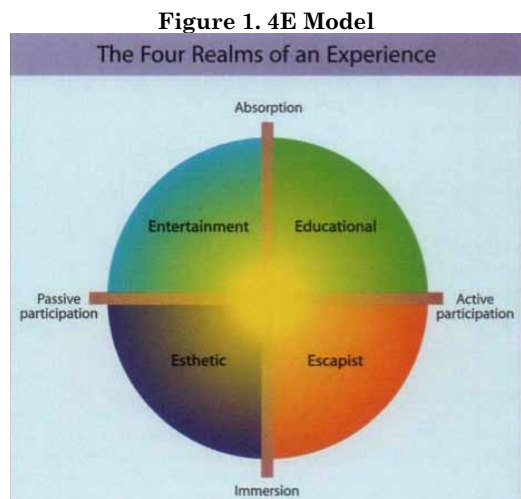 Figure 1. 4E Model
The Four Realms of an Experience
Absorption
Entertainment
Educational
Passive
participation
Active
participation
Esthetic
Escapist
Immersion